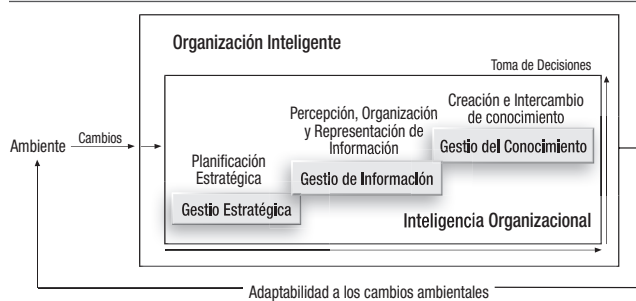 Organización Inteligente
Toma de Decisiones
Creación e Intercambio
de conocimiento
Gestión del Conocimiento
Percepción, Organización
y Representación de
Información
Gestio de Información
Ambiente
Cambios
Planificación
Estratégica
Gestio Estratégica
Inteligencia Organizacional
Adaptabilidad a los cambios ambientales